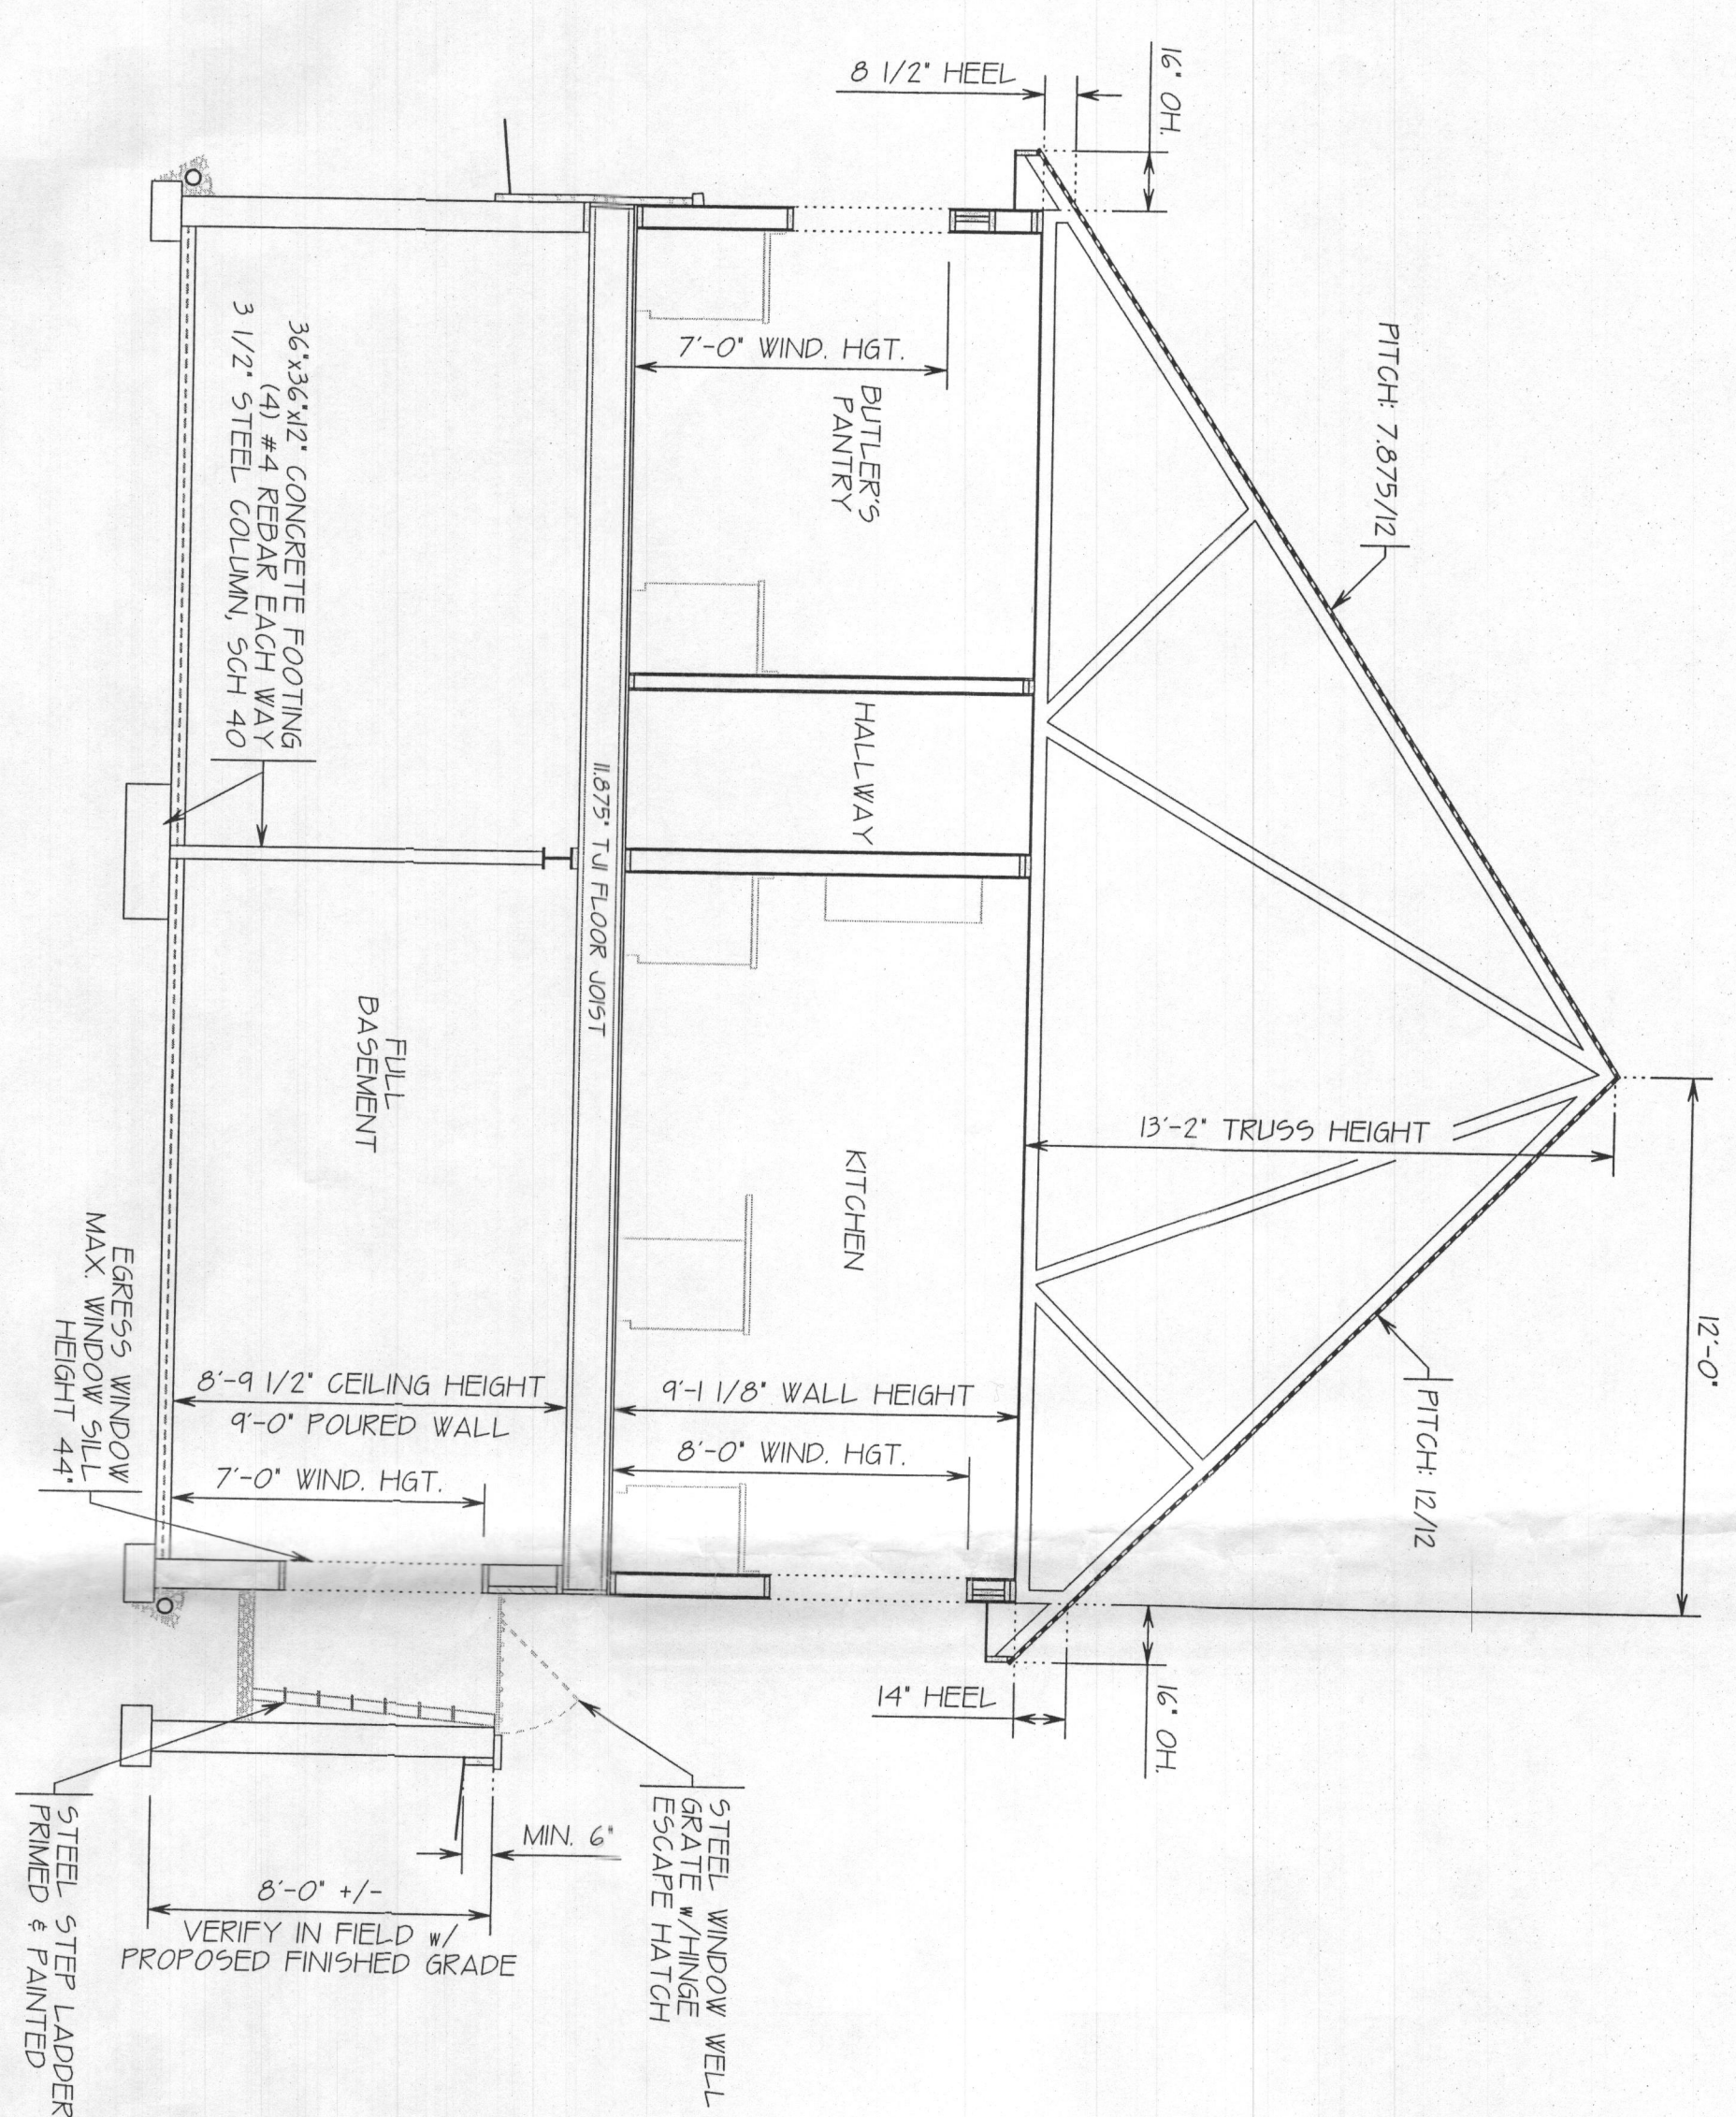 16" OH.
8 1/2" HEEL
PITCH: 7.875/12
12'-0"
13'-2" TRUSS HEIGHT
PITCH: 12/12
16" OH.
14" HEEL
7'-0" WIND. HGT.
BUTLER'S
PANTRY
HALLWAY
KITCHEN
9'-1 1/8" WALL HEIGHT
8'-0" WIND. HGT.
11.875" TJI FLOOR JOIST
36"x36"x12" CONCRETE FOOTING
(4) #4 REBAR EACH WAY
3 1/2" STEEL COLUMN, SCH 40
FULL
BASEMENT
8'-9 1/2" CEILING HEIGHT
9'-0" POURED WALL
7'-0" WIND. HGT.
EGRESS WINDOW
MAX. WINDOW SILL
HEIGHT 44"
STEEL WINDOW WELL
GRATE w/HINGE
ESCAPE HATCH
MIN. 6"
8'-0" +/-
VERIFY IN FIELD w/
PROPOSED FINISHED GRADE
STEEL STEP LADDER
PRIMED & PAINTED